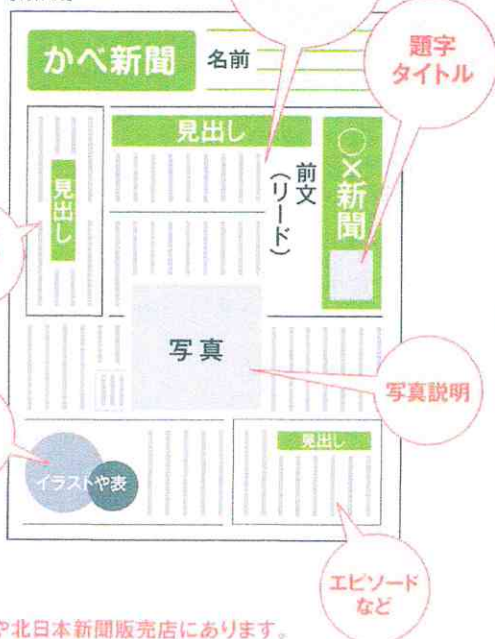 かべ新聞
名前
題字
タイトル
見出し
○×新聞
前文
(リード)
見出し
写真
写真説明
見出し
イラストや表
エピソード
など
や北日本新聞販売店にあります。